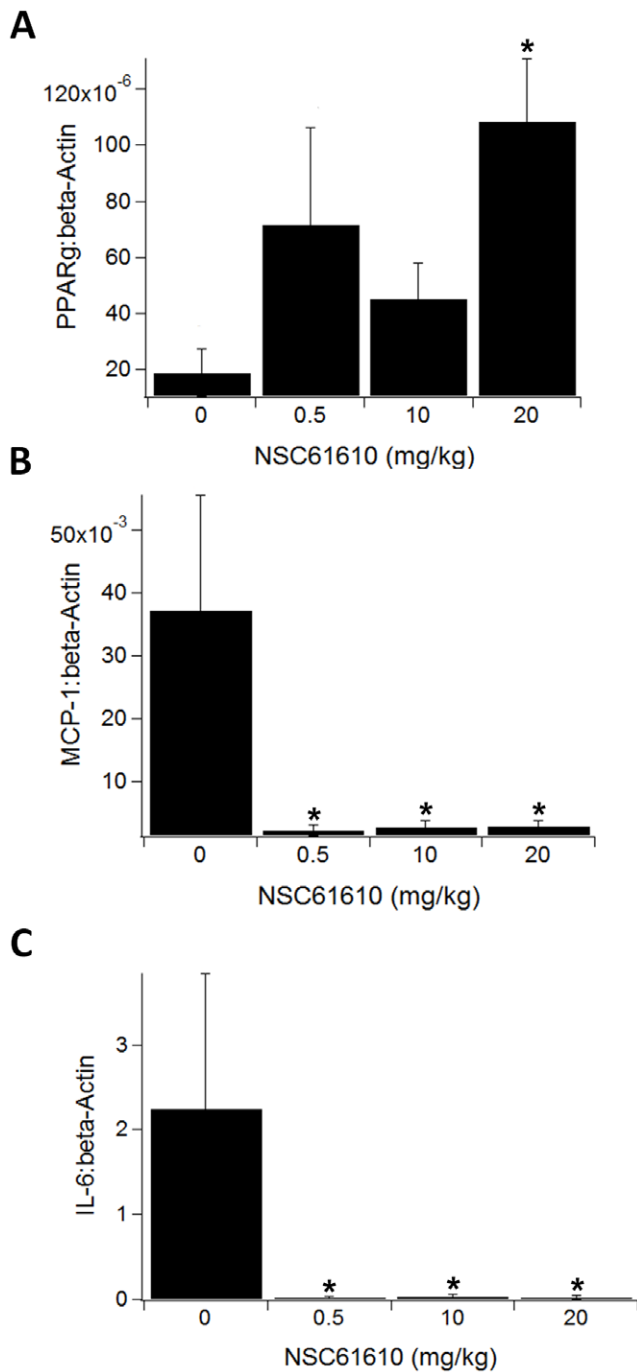 A
*
120x10-6
100
80
60
40
20
PPARg:beta-Actin
0 0.5 10 20
NSC61610 (mg/kg)
B
50x10-3
40
30
20
10
MCP-1:beta-Actin
* * *
0 0.5 10 20
NSC61610 (mg/kg)
C
3
2
1
0
IL-6:beta-Actin
* * *
0 0.5 10 20
NSC61610 (mg/kg)